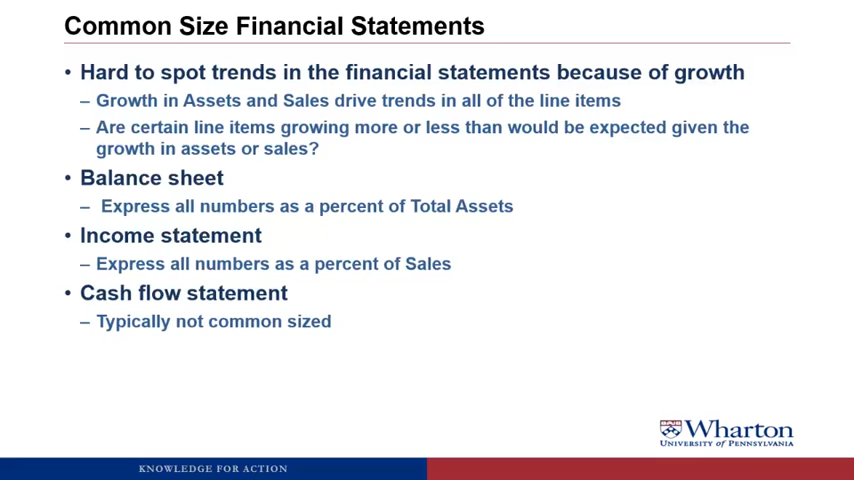 Common Size Financial Statements
• Hard to spot trends in the financial statements because of growth
– Growth in Assets and Sales drive trends in all of the line items
– Are certain line items growing more or less than would be expected given the
growth in assets or sales?
• Balance sheet
– Express all numbers as a percent of Total Assets
• Income statement
– Express all numbers as a percent of Sales
• Cash flow statement
– Typically not common sized
Wharton
UNIVERSITY OF PENNSYLVANIA
KNOWLEDGE FOR ACTION